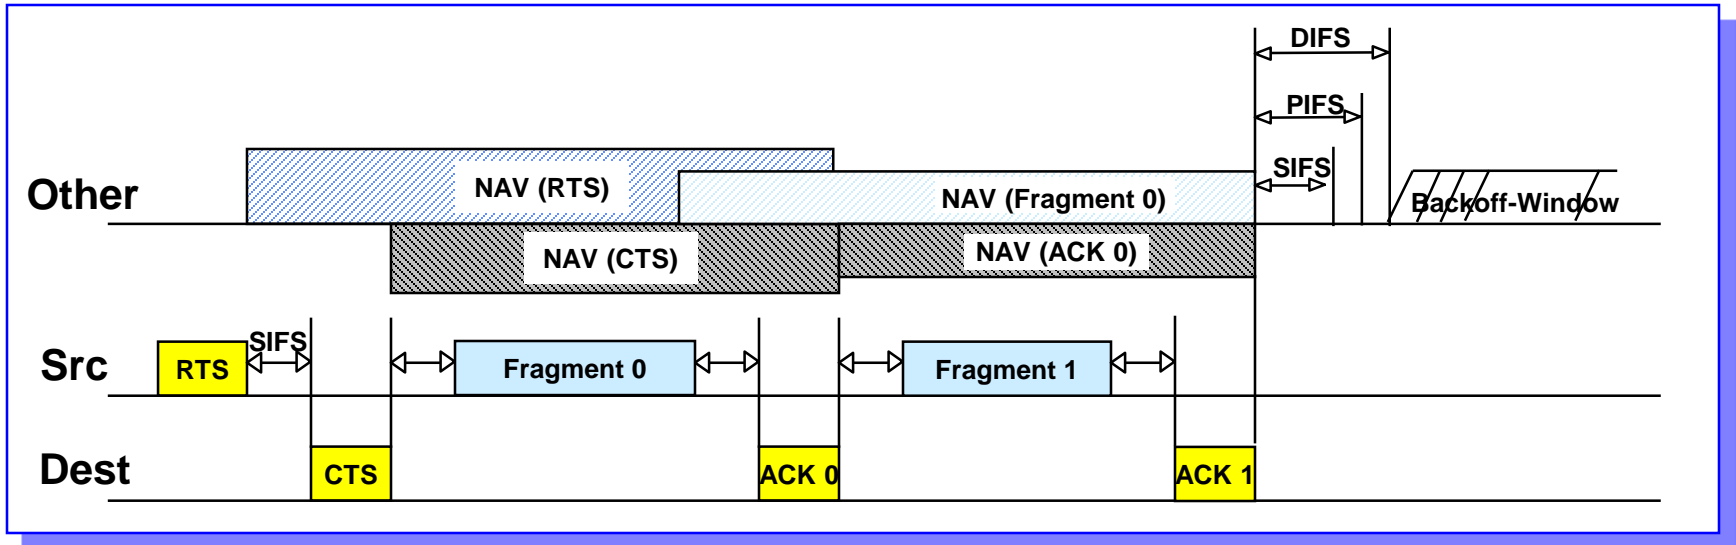 DIFS
PIFS
SIFS
Other
NAV (RTS)
NAV (Fragment 0)
Backoff-Window
NAV (CTS)
NAV (ACK 0)
Src
RTS
SIFS
Fragment 0
Fragment 1
Dest
CTS
ACK 0
ACK 1